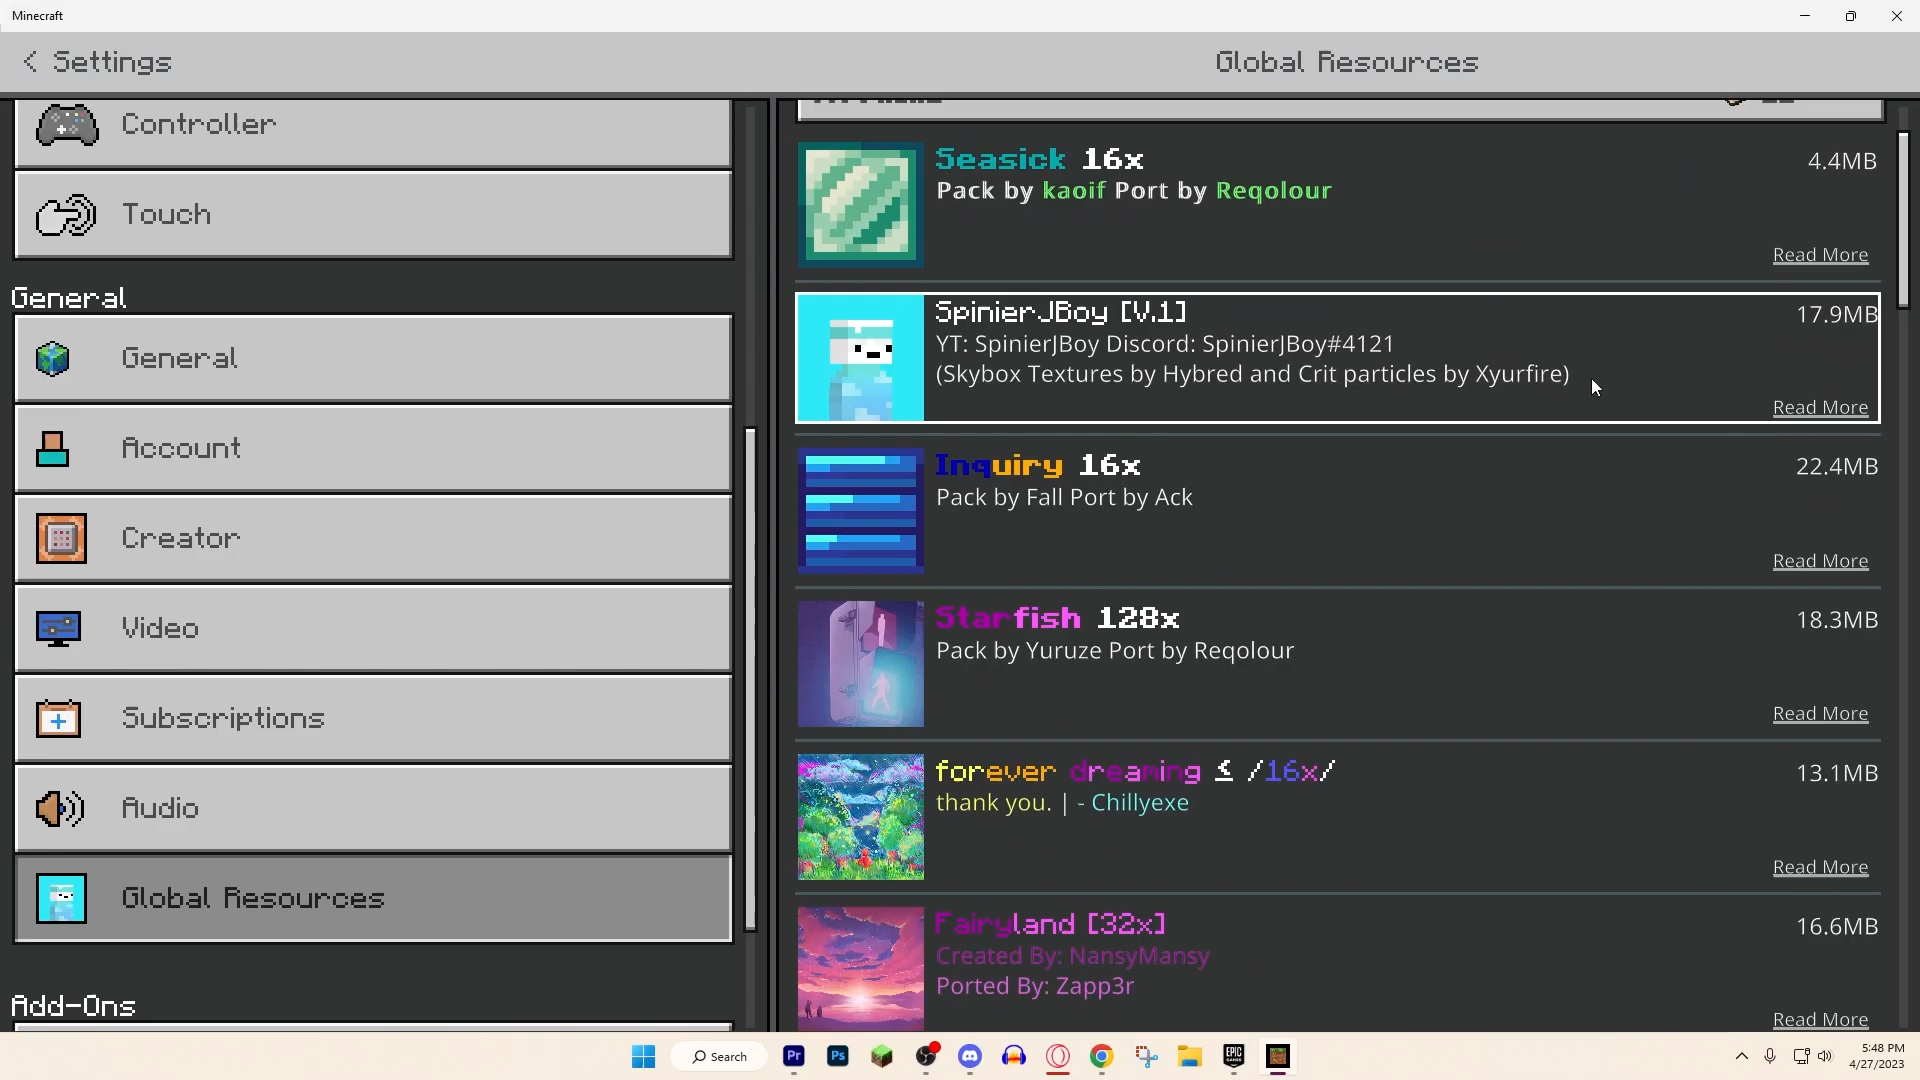 Minecraft
Settings
Global Resources
Controller
Touch
General
General
Account
Creator
Video
Subscriptions
Audio
Global Resources
Add-Ons
Seasick 16x
4.4MB
Pack by kaoif Port by Reqolour
Read More
SpinierJBoy [V.1]
17.9MB
YT: SpinierJBoy Discord: SpinierJBoy#4121
(Skybox Textures by Hybred and Crit particles by Xyurfire)
Read More
Inquiry 16x
22.4MB
Pack by Fall Port by Ack
Read More
Starfish 128x
18.3MB
Pack by Yuruze Port by Reqolour
Read More
forever dreaming ≤ /16x/
13.1MB
thank you. | - Chillyexe
Read More
Fairyland [32x]
16.6MB
Created By: NansyMansy
Ported By: Zapp3r
Read More
Pr
Ps
EPIC GAMES
Search
5:48 PM
4/27/2023